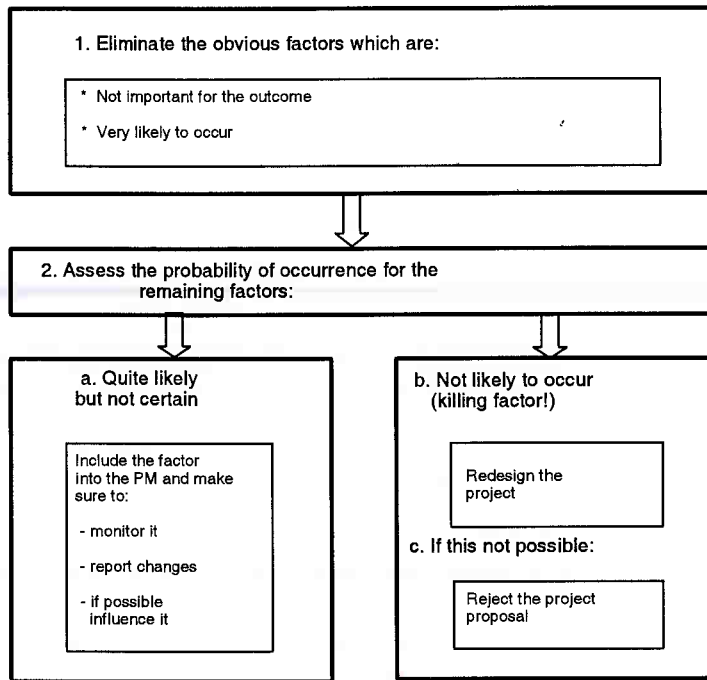 1. Eliminate the obvious factors which are:
* Not important for the outcome
* Very likely to occur
2. Assess the probability of occurrence for the
remaining factors:
a. Quite likely
but not certain
Include the factor
into the PM and make
sure to:
- monitor it
- report changes
- if possible
influence it
b. Not likely to occur
(killing factor!)
Redesign the
project
c. If this not possible:
Reject the project
proposal